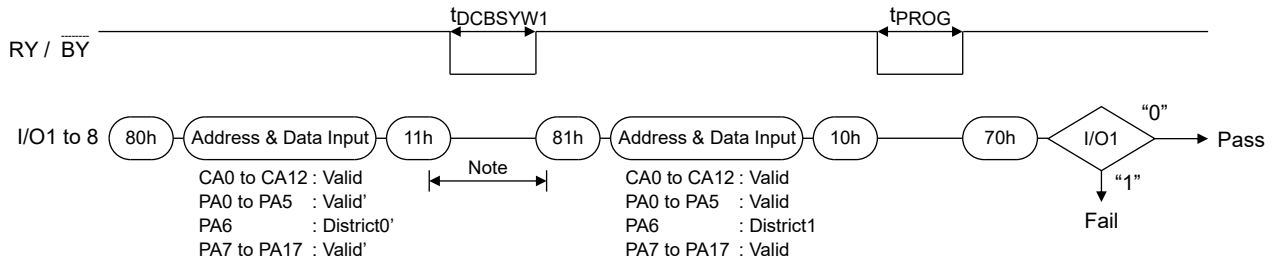 tDCBSYW1
tPROG
RY / BY
I/O1 to 8
80h
Address & Data Input
11h
81h
Address & Data Input
10h
70h
I/O1
“0”
Pass
Note
“1”
Fail
CA0 to CA12 : Valid
PA0 to PA5 : Valid’
PA6 : District0’
PA7 to PA17 : Valid’
CA0 to CA12 : Valid
PA0 to PA5 : Valid
PA6 : District1
PA7 to PA17 : Valid